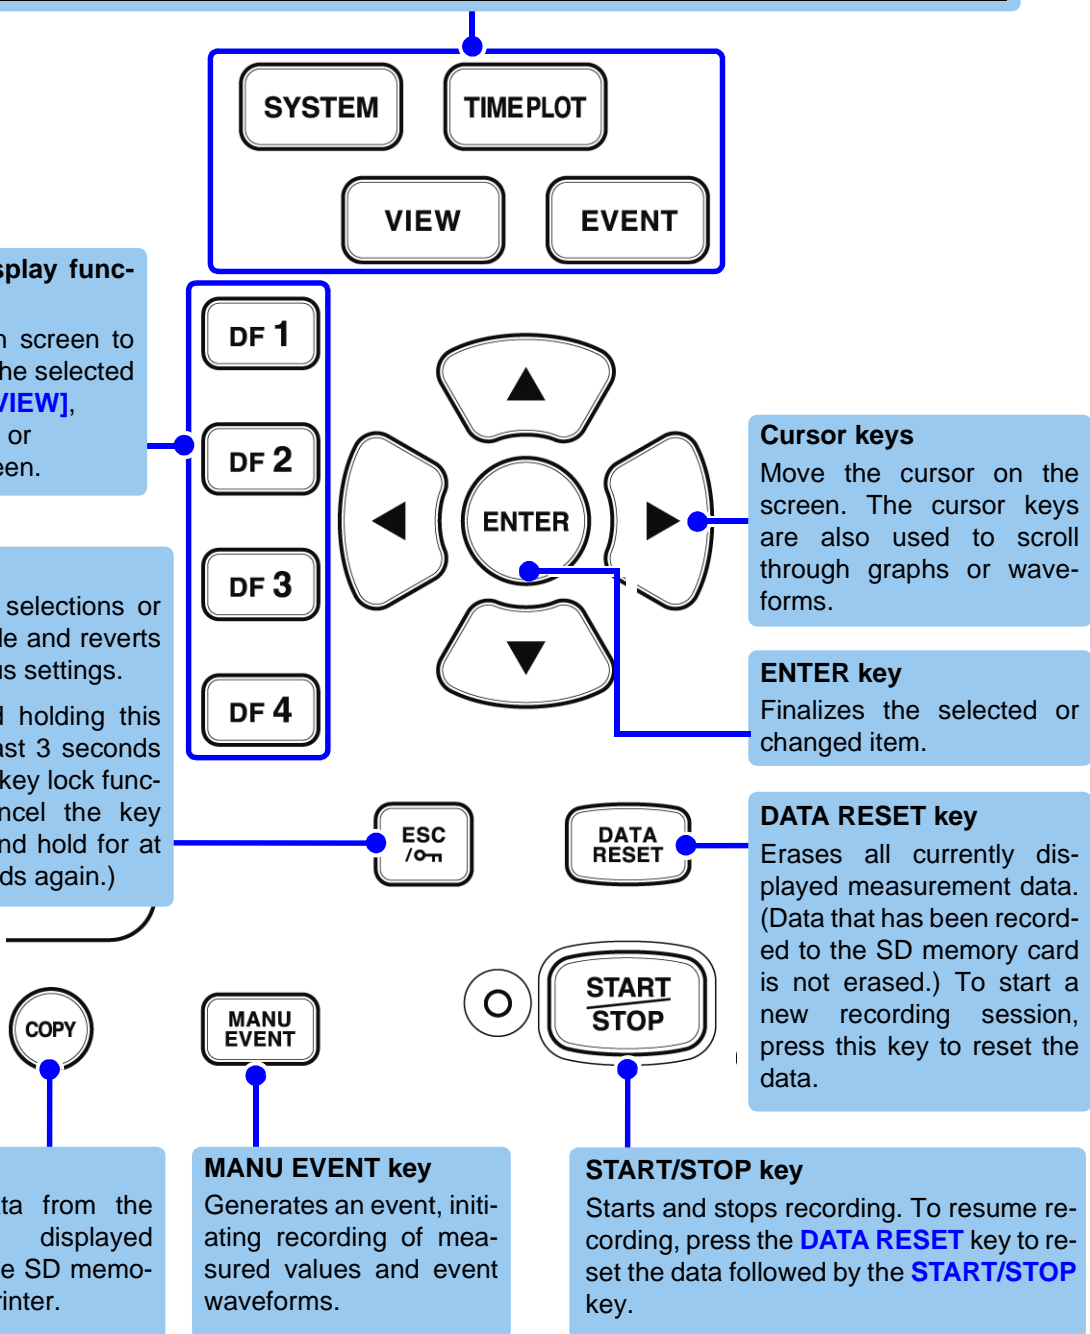 SYSTEM
TIME PLOT
VIEW
EVENT
splay func-
n screen to
he selected
VIEW],
or
een.
DF 1
DF 2
DF 3
DF 4
ENTER
Cursor keys
Move the cursor on the
screen. The cursor keys
are also used to scroll
through graphs or wave-
forms.
ENTER key
Finalizes the selected or
changed item.
selections or
le and reverts
us settings.
d holding this
ast 3 seconds
key lock func-
ncel the key
nd hold for at
ds again.)
ESC
/
DATA
RESET
DATA RESET key
Erases all currently dis-
played measurement data.
(Data that has been record-
ed to the SD memory card
is not erased.) To start a
new recording session,
press this key to reset the
data.
COPY
MANU
EVENT
START
STOP
ta from the
displayed
e SD memo-
rinter.
MANU EVENT key
Generates an event, initi-
ating recording of mea-
sured values and event
waveforms.
START/STOP key
Starts and stops recording. To resume re-
cording, press the DATA RESET key to re-
set the data followed by the START/STOP
key.